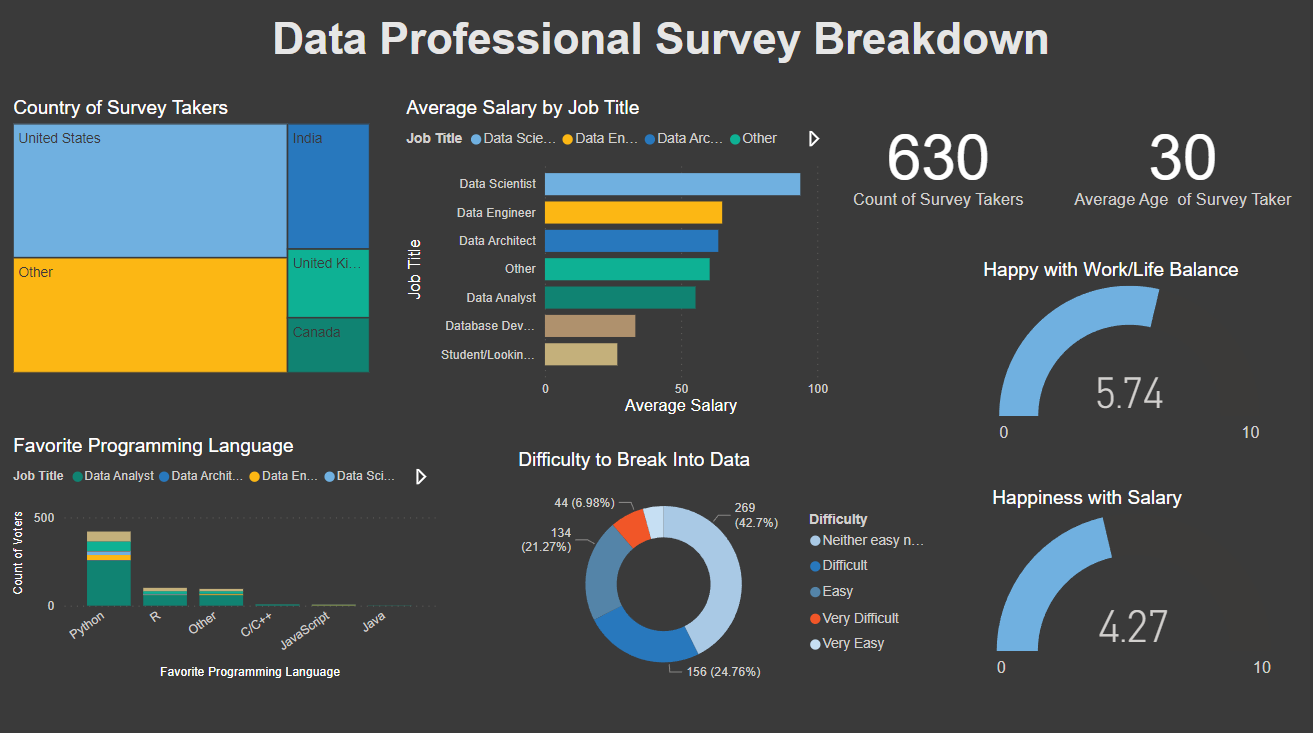 Data Professional Survey Breakdown
Country of Survey Takers
United States
India
Other
United Ki...
Canada
Average Salary by Job Title
Job Title Data Scie... Data En... Data Arc... Other
Job Title
Data Scientist
Data Engineer
Data Architect
Other
Data Analyst
Database Dev...
Student/Lookin...
0 50 100
Average Salary
630
Count of Survey Takers
30
Average Age of Survey Taker
Happy with Work/Life Balance
5.74
0 10
Favorite Programming Language
Job Title Data Analyst Data Archit... Data En... Data Sci...
Count of Voters
500
0
Python R Other C/C++ JavaScript Java
Favorite Programming Language
Difficulty to Break Into Data
44 (6.98%)
269
(42.7%)
134
(21.27%)
156 (24.76%)
Difficulty
Neither easy n...
Difficult
Easy
Very Difficult
Very Easy
Happiness with Salary
4.27
0 10